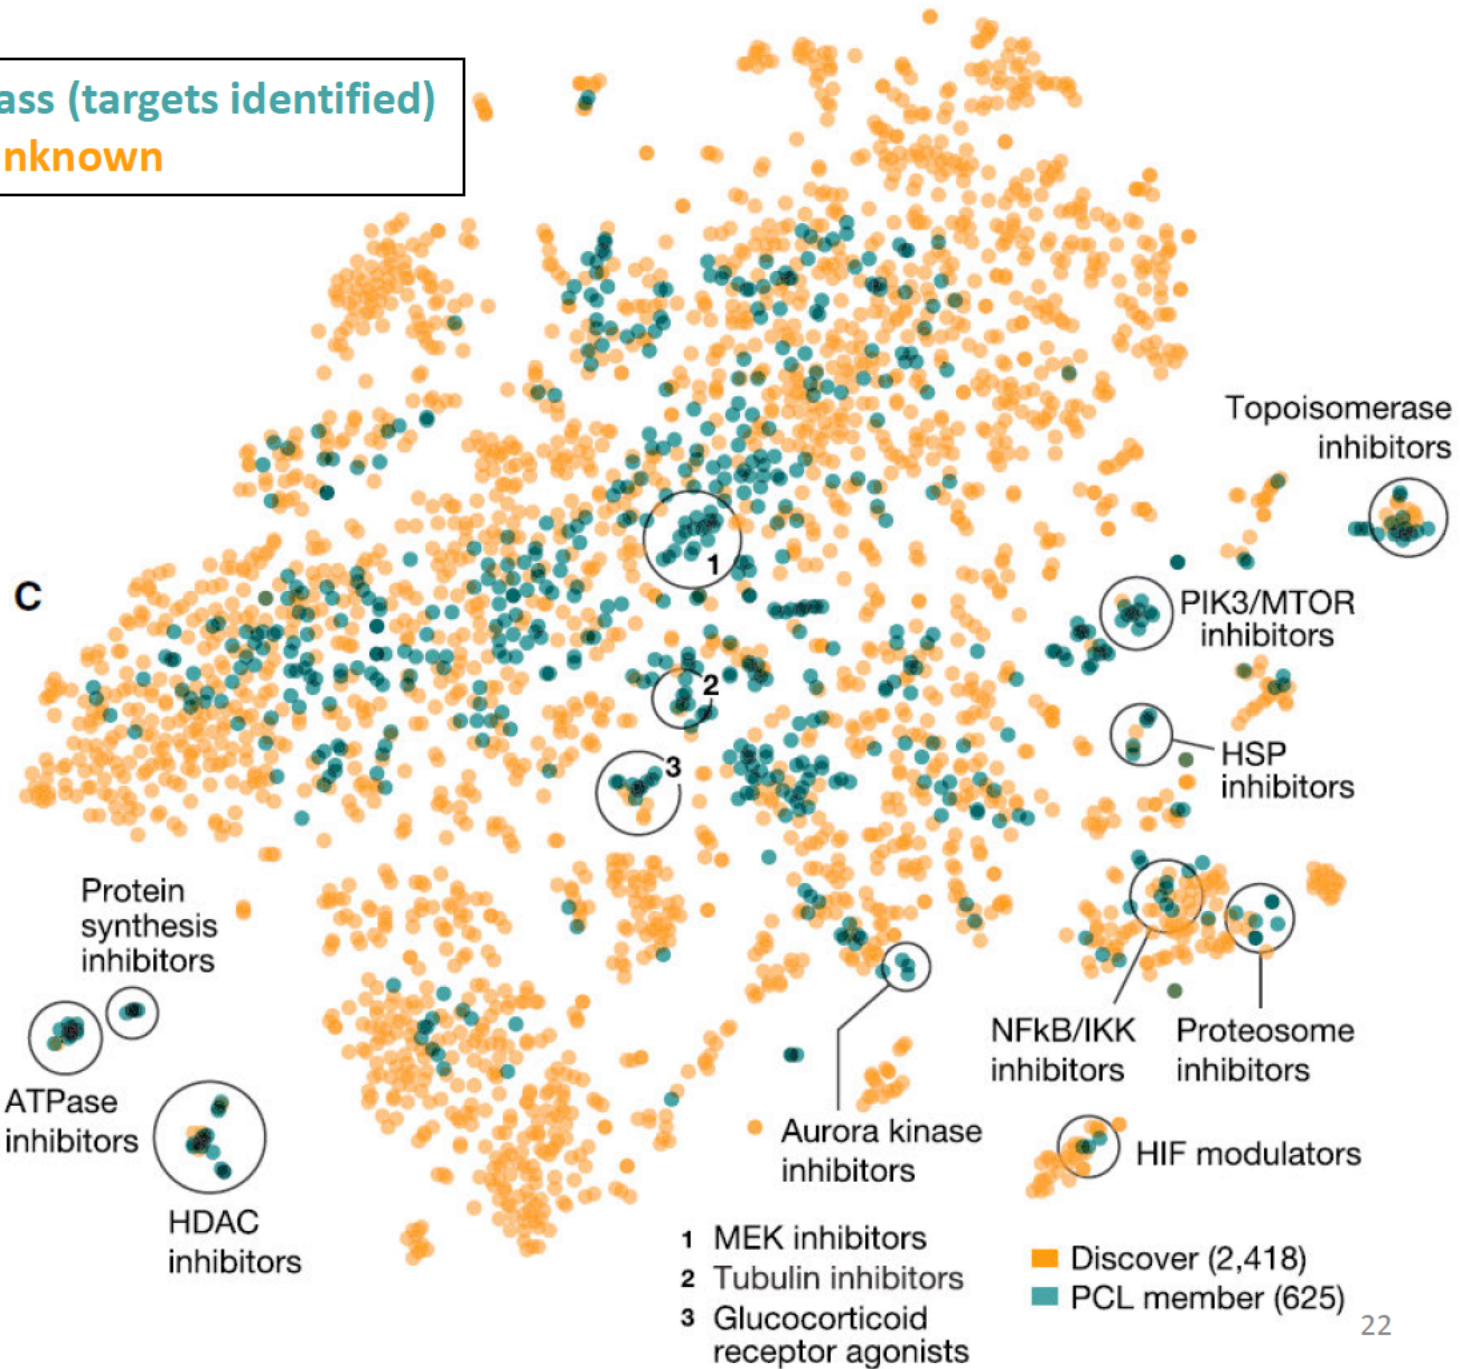 ass (targets identified)
nknown
Topoisomerase
inhibitors
C
1
PIK3/MTOR
inhibitors
2
HSP
inhibitors
3
Protein
synthesis
inhibitors
NFkB/IKK
inhibitors
Proteosome
inhibitors
ATPase
inhibitors
Aurora kinase
inhibitors
HIF modulators
HDAC
inhibitors
1 MEK inhibitors
2 Tubulin inhibitors
3 Glucocorticoid
receptor agonists
Discover (2,418)
PCL member (625)
22